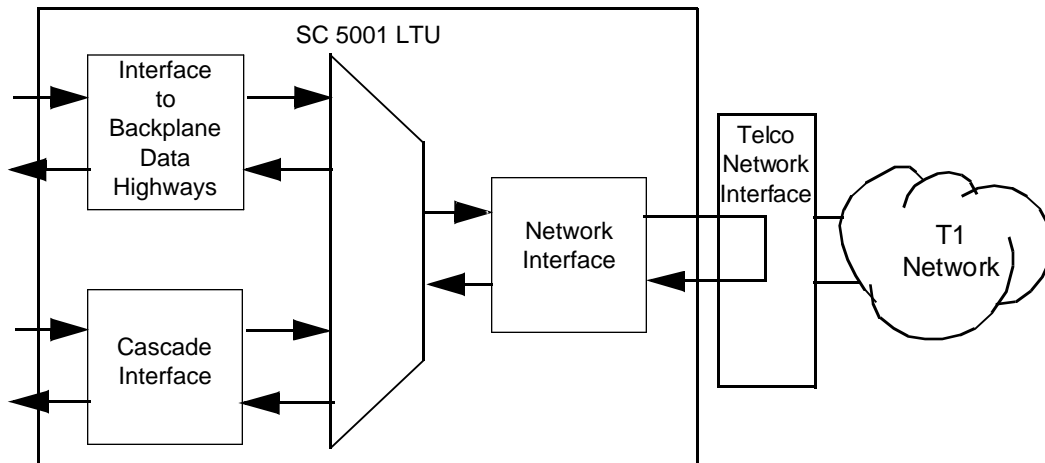 SC 5001 LTU
Interface
to
Backplane
Data
Highways
Cascade
Interface
Network
Interface
Telco
Network
Interface
T1
Network